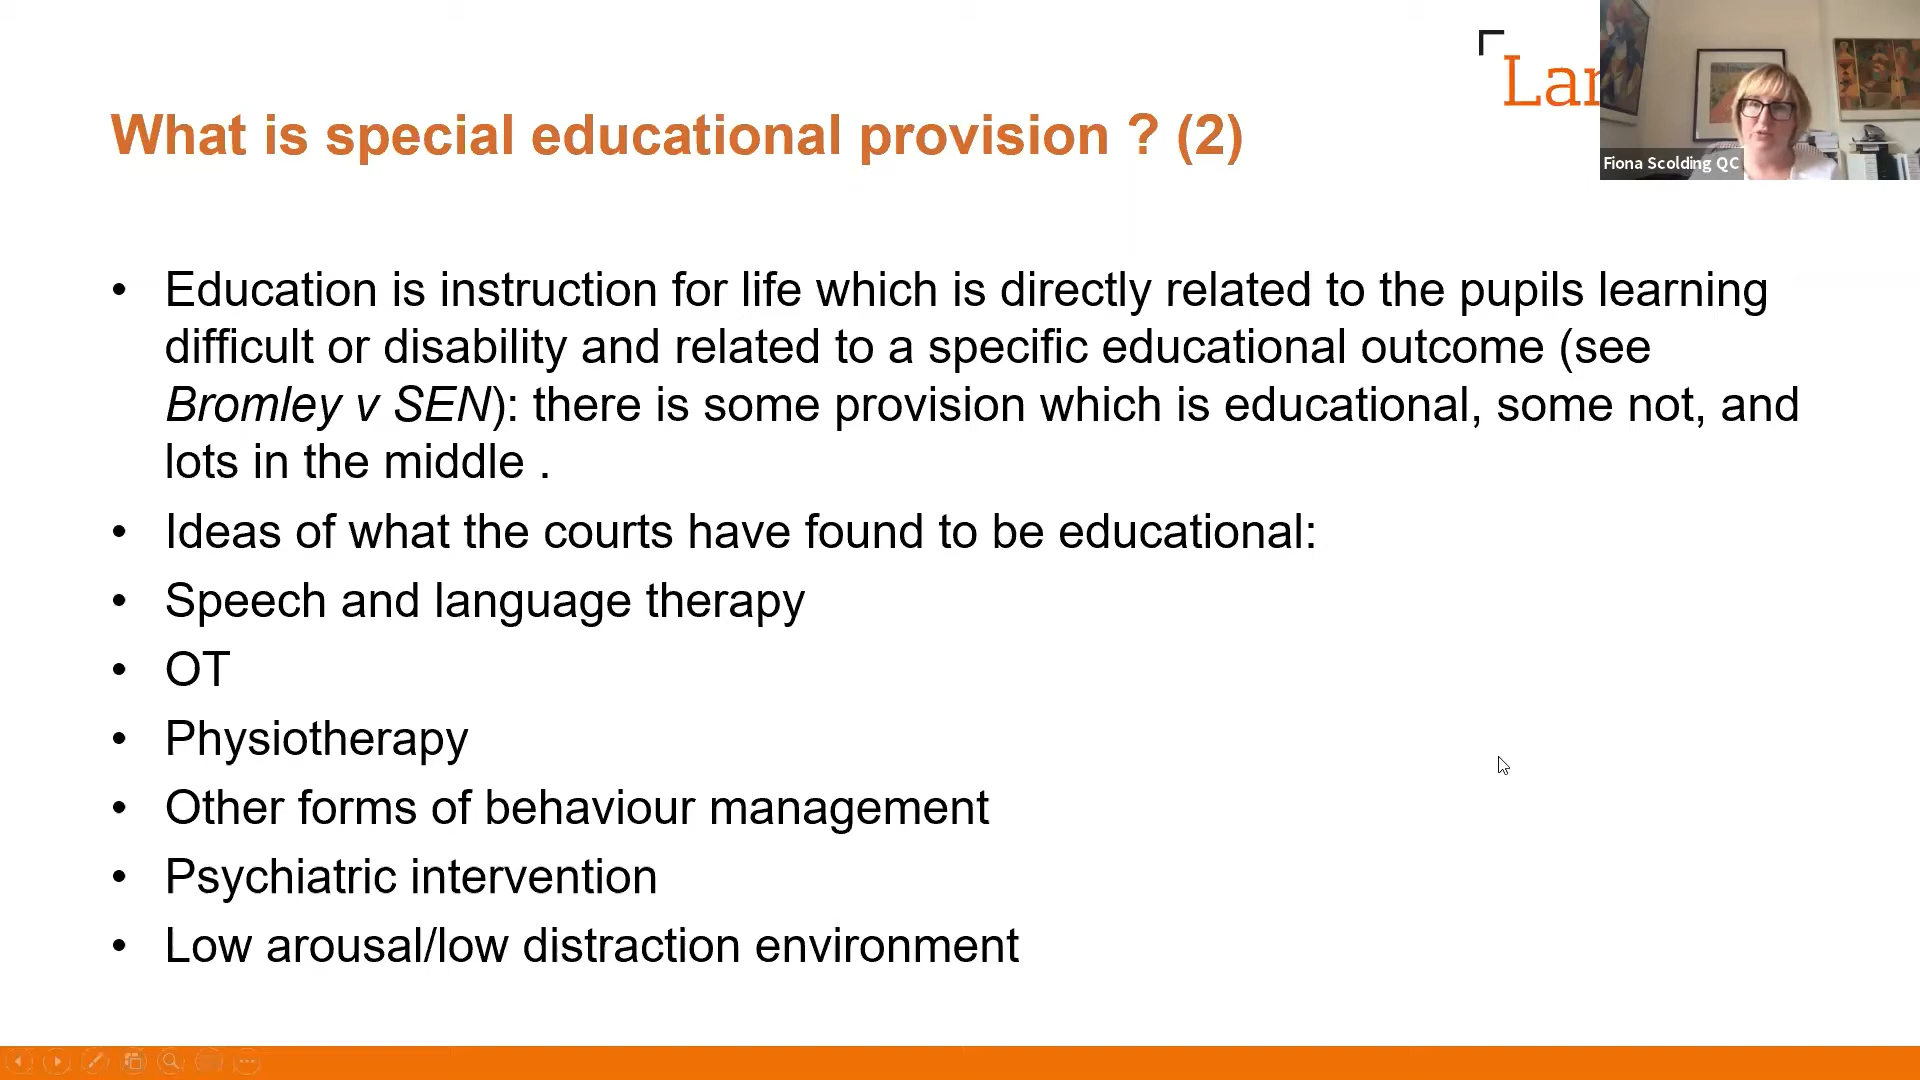 Lar
Fiona Scolding QC
What is special educational provision ? (2)
• Education is instruction for life which is directly related to the pupils learning
difficult or disability and related to a specific educational outcome (see
Bromley v SEN): there is some provision which is educational, some not, and
lots in the middle .
• Ideas of what the courts have found to be educational:
• Speech and language therapy
• OT
• Physiotherapy
• Other forms of behaviour management
• Psychiatric intervention
• Low arousal/low distraction environment